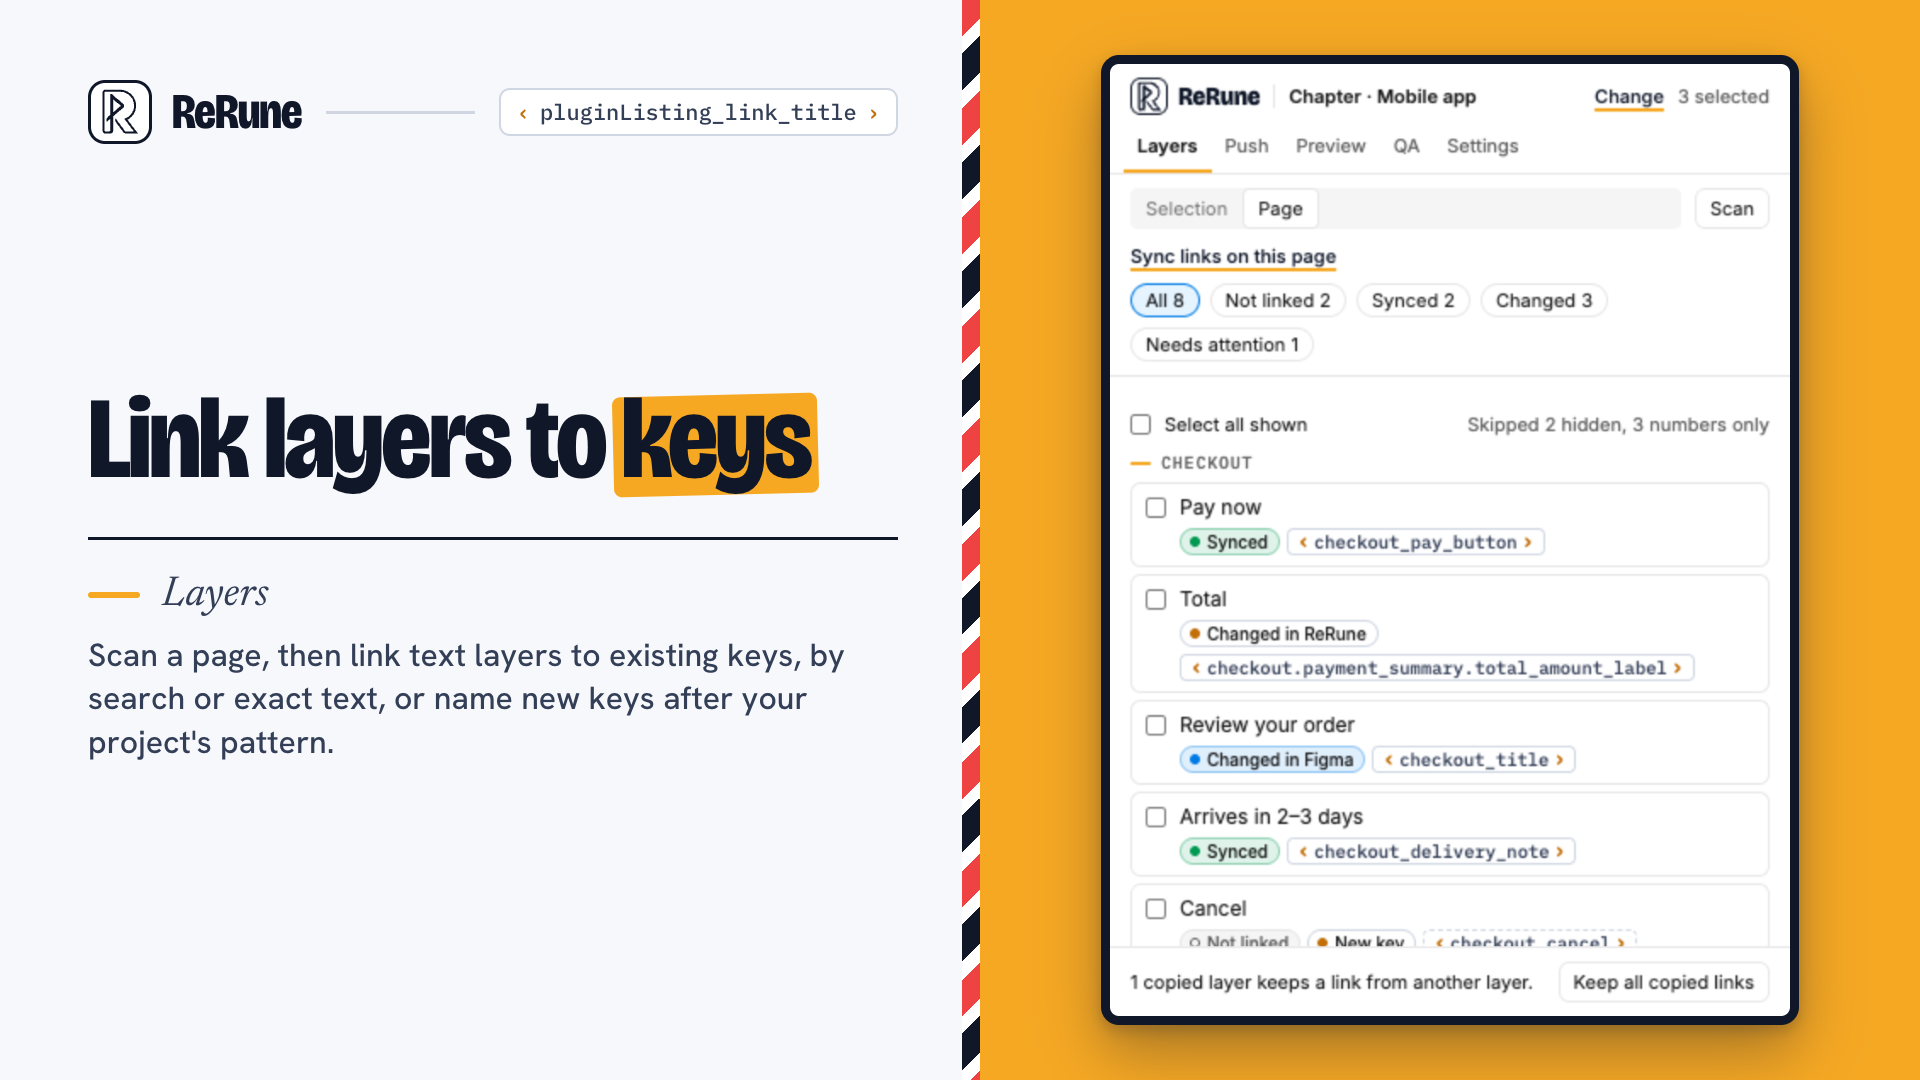 ReRune
‹ pluginListing_link_title ›
Link layers to keys
Layers
Scan a page, then link text layers to existing keys, by
search or exact text, or name new keys after your
project's pattern.
ReRune
Chapter · Mobile app
Change
3 selected
Layers
Push
Preview
QA
Settings
Selection
Page
Scan
Sync links on this page
All 8
Not linked 2
Synced 2
Changed 3
Needs attention 1
Select all shown
Skipped 2 hidden, 3 numbers only
CHECKOUT
Pay now
Synced
‹ checkout_pay_button ›
Total
Changed in ReRune
‹ checkout.payment_summary.total_amount_label ›
Review your order
Changed in Figma
‹ checkout_title ›
Arrives in 2–3 days
Synced
‹ checkout_delivery_note ›
Cancel
Not linked
New key
‹ checkout_cancel ›
1 copied layer keeps a link from another layer.
Keep all copied links